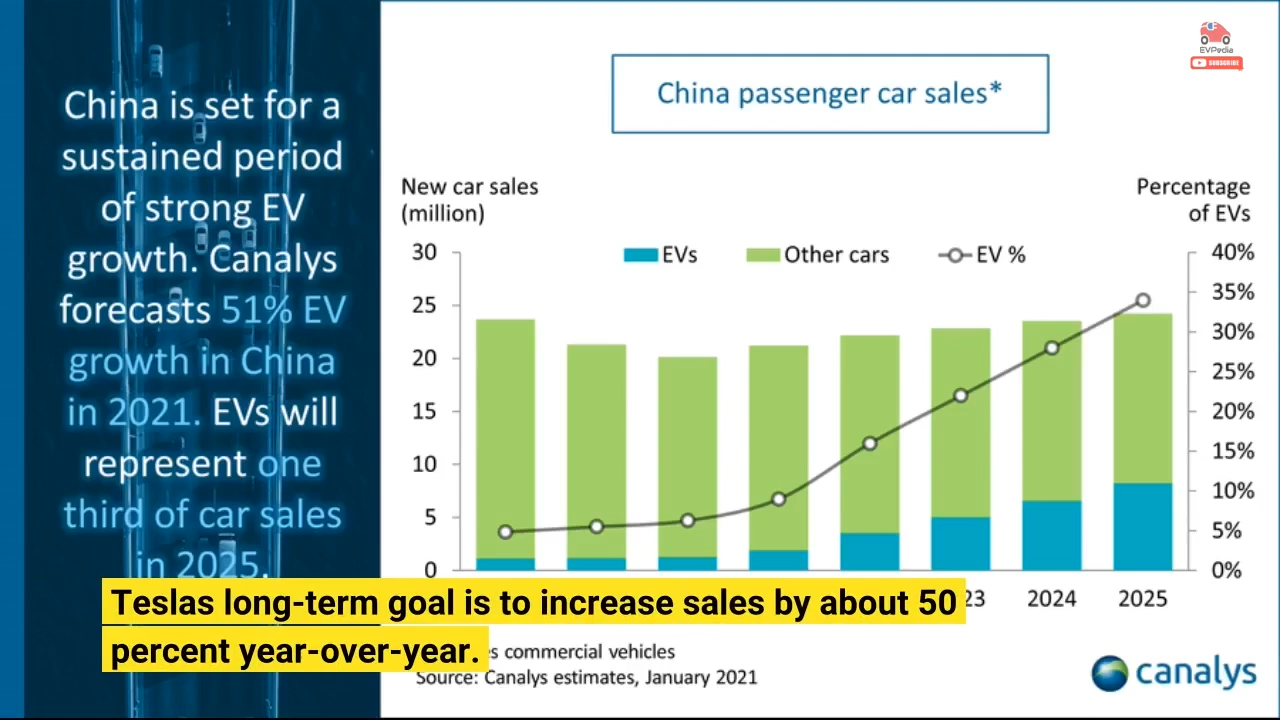 China is set for a
sustained period
of strong EV
growth. Canalys
forecasts 51% EV
growth in China
in 2021. EVs will
represent one
third of car sales
in 2025.
EVPedia
SUBSCRIBE
China passenger car sales*
New car sales
(million)
Percentage
of EVs
EVs
Other cars
EV %
30
25
20
15
10
5
0
40%
35%
30%
25%
20%
15%
10%
5%
0%
23
2024
2025
Teslas long-term goal is to increase sales by about 50
percent year-over-year.
es commercial vehicles
Source: Canalys estimates, January 2021
canalys